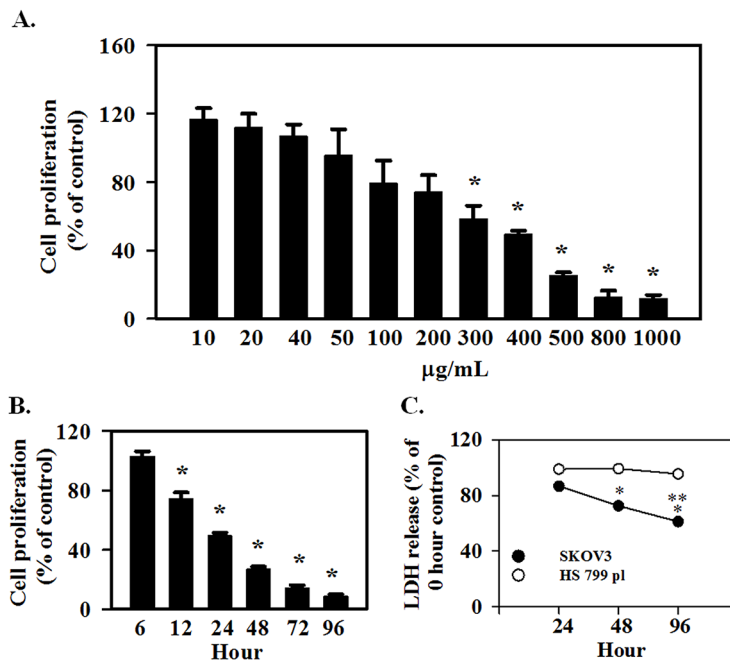 A.
160
120
80
40
0
Cell proliferation
(% of control)
* * * * *
10 20 40 50 100 200 300 400 500 800 1000
µg/mL
B.
120
80
40
0
Cell proliferation
(% of control)
* * * * *
6 12 24 48 72 96
Hour
C.
120
80
40
0
LDH release (% of
0 hour control)
* **
*
SKOV3
HS 799 pl
24 48 96
Hour